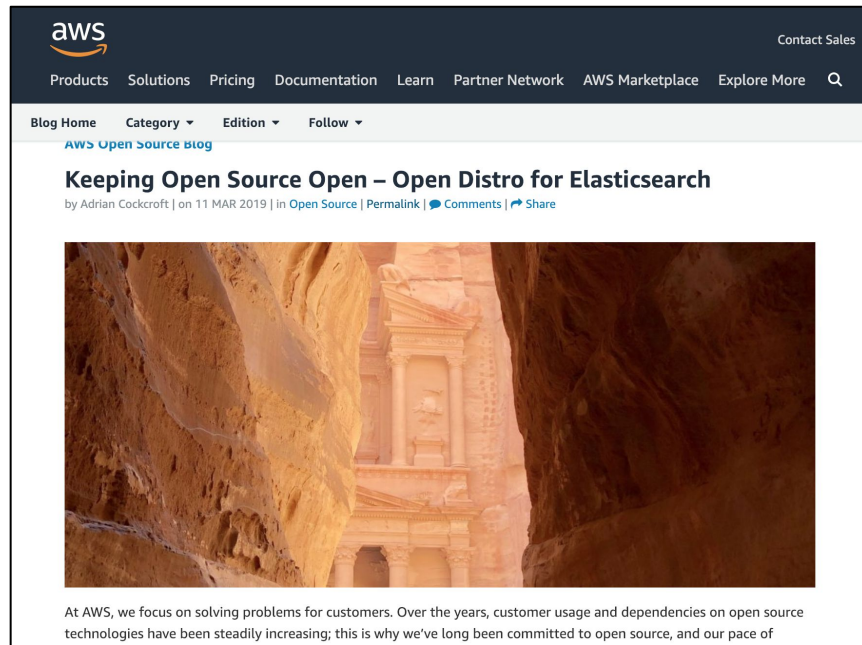 aws
Contact Sales
Products Solutions Pricing Documentation Learn Partner Network AWS Marketplace Explore More
Blog Home Category Edition Follow
AWS Open Source Blog
Keeping Open Source Open – Open Distro for Elasticsearch
by Adrian Cockcroft | on 11 MAR 2019 | in Open Source | Permalink | Comments | Share
At AWS, we focus on solving problems for customers. Over the years, customer usage and dependencies on open source
technologies have been steadily increasing; this is why we’ve long been committed to open source, and our pace of